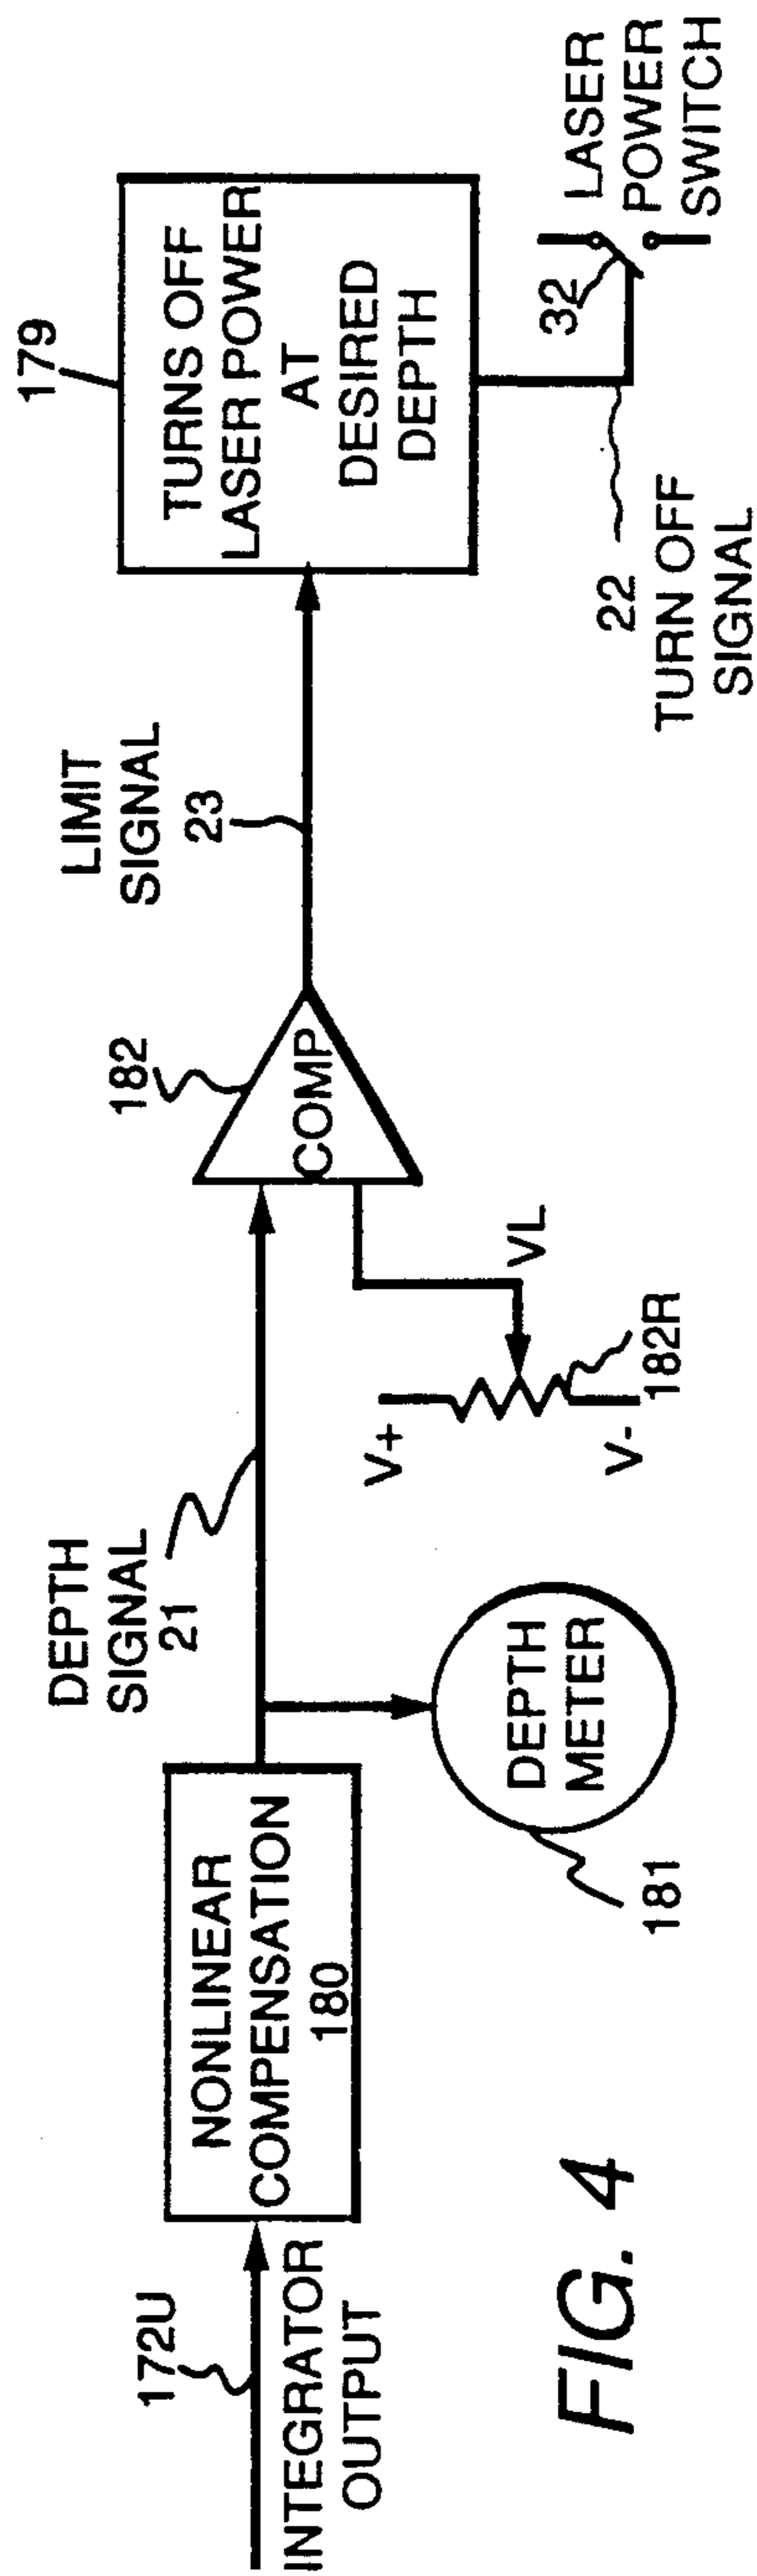 172U
INTEGRATOR
OUTPUT
NONLINEAR
COMPENSATION
180
DEPTH
SIGNAL
21
DEPTH
METER
181
V+
V-
VL
182R
182
COMP
LIMIT
SIGNAL
23
179
TURNS OFF
LASER POWER
AT
DESIRED
DEPTH
22
TURN OFF
SIGNAL
32
LASER
POWER
SWITCH
FIG. 4